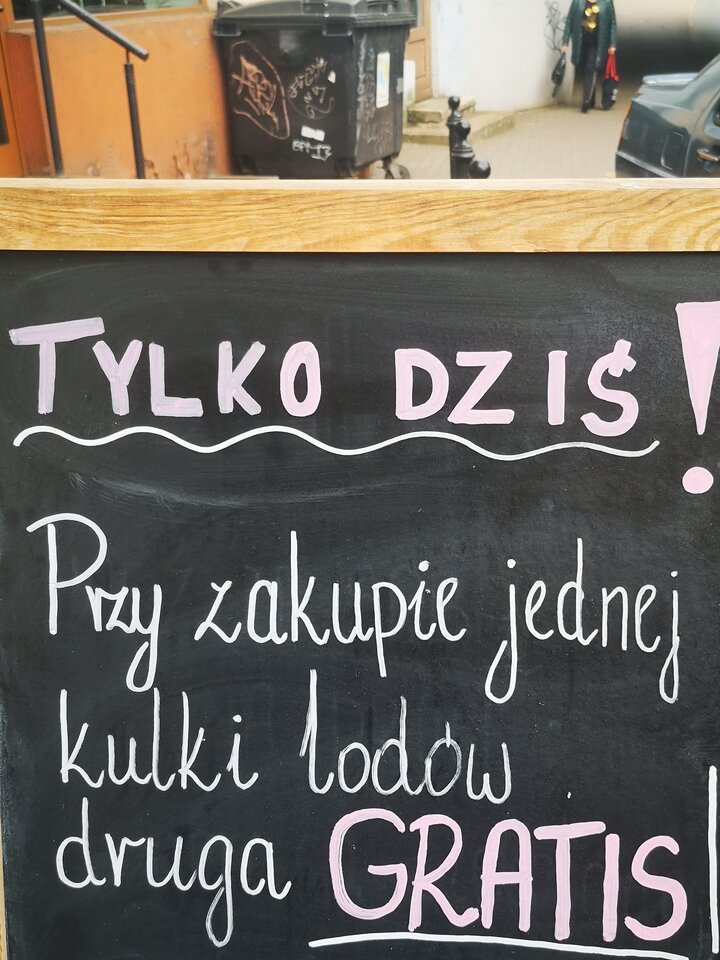 TYLKO DZIŚ!
Przy zakupie jednej
kulki lodów
druga GRATIS